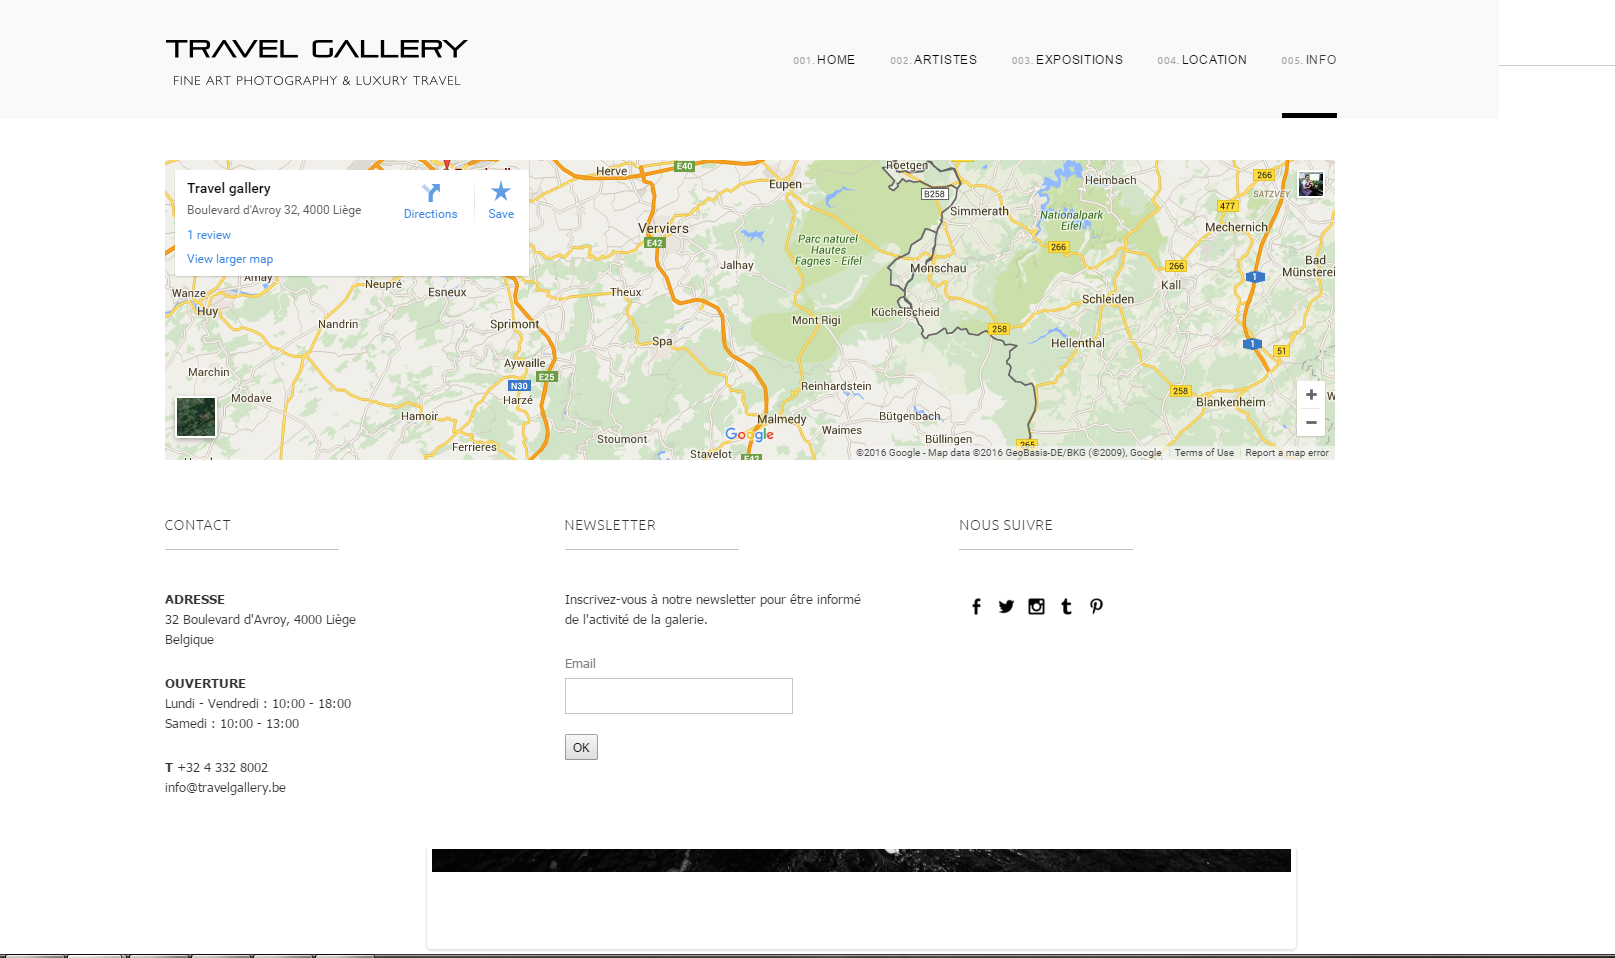 TRAVEL GALLERY
FINE ART PHOTOGRAPHY & LUXURY TRAVEL
001. HOME
002. ARTISTES
003. EXPOSITIONS
004. LOCATION
005. INFO
Travel gallery
Boulevard d'Avroy 32, 4000 Liège
1 review
View larger map
Directions
Save
Herve
E40
Eupen
Roetgen
B258
Simmerath
Heimbach
266
SATZVEY
477
Mechernich
Nationalpark
Eifel
Verviers
E42
Parc naturel
Hautes
Fagnes - Eifel
266
Jalhay
Monschau
266
Bad
Münsterei
1
Kall
Amay
Wanze
Neupré
Esneux
Theux
Schleiden
Huy
Nandrin
Sprimont
Mont Rigi
Küchelscheid
258
Spa
Hellenthal
1
51
Aywaille
Marchin
E25
N30
Reinhardstein
258
Modave
Harzé
Blankenheim
Hamoir
Malmedy
Bütgenbach
Waimes
Google
Ferrieres
Stoumont
Büllingen
265
Stavelot
E42
©2016 Google - Map data ©2016 GeoBasis-DE/BKG (©2009), Google
Terms of Use
Report a map error
CONTACT
ADRESSE
32 Boulevard d'Avroy, 4000 Liège
Belgique
OUVERTURE
Lundi - Vendredi : 10:00 - 18:00
Samedi : 10:00 - 13:00
T +32 4 332 8002
info@travelgallery.be
NEWSLETTER
Inscrivez-vous à notre newsletter pour être informé
de l'activité de la galerie.
Email
OK
NOUS SUIVRE